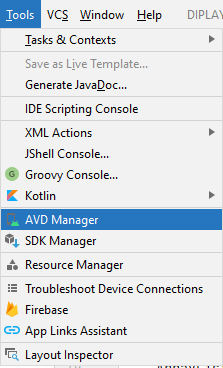 Tools VCS Window Help DIPLAY
Tasks & Contexts
Save as Live Template...
Generate JavaDoc...
IDE Scripting Console
XML Actions
JShell Console...
Groovy Console...
Kotlin
AVD Manager
SDK Manager
Resource Manager
Troubleshoot Device Connections
Firebase
App Links Assistant
Layout Inspector